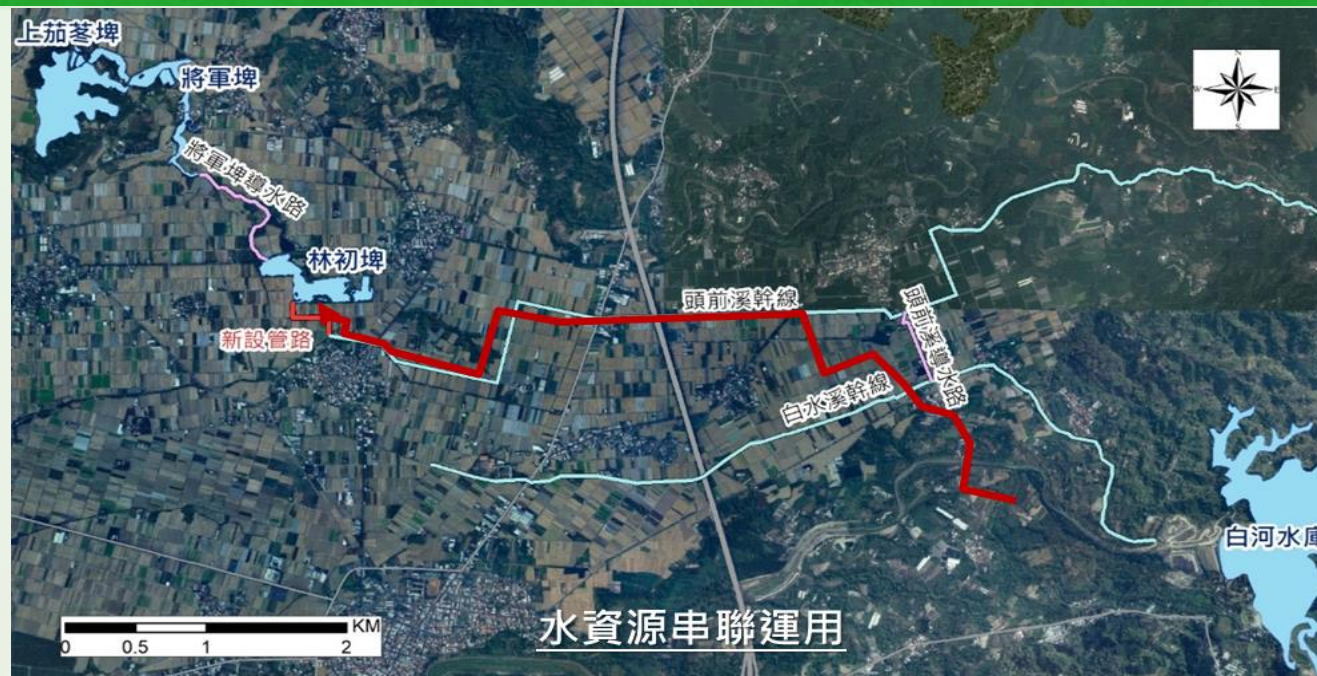 上茄苳埤
將軍埤
N
W
E
S
將軍埤導水路
林初埤
頭前溪幹線
頭前溪導水路
新設管路
白水溪幹線
白河水庫
水資源串聯運用
KM
0 0.5 1 2